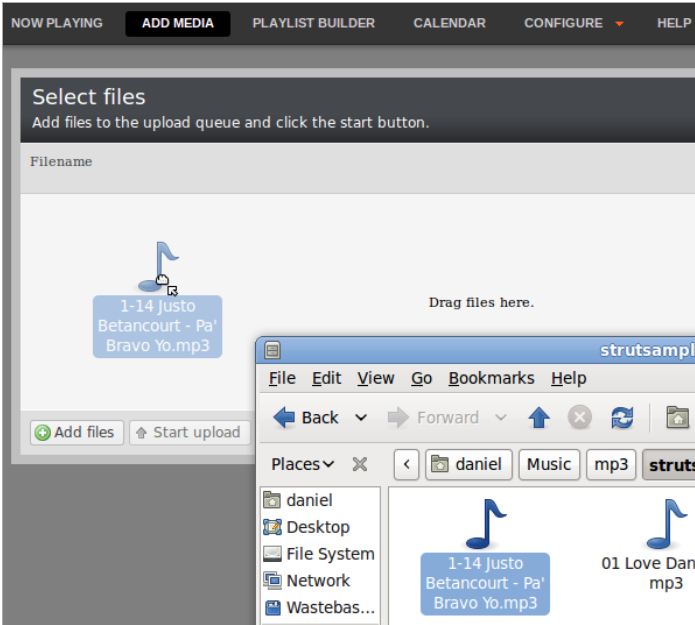 NOW PLAYING ADD MEDIA PLAYLIST BUILDER CALENDAR CONFIGURE HELP
Select files
Add files to the upload queue and click the start button.
Filename
1-14 Justo
Betancourt - Pa'
Bravo Yo.mp3
Drag files here.
Add files Start upload
strutsampl
File Edit View Go Bookmarks Help
Back Forward
Places daniel Music mp3 struts
daniel
Desktop
File System
Network
Wastebas...
1-14 Justo
Betancourt - Pa'
Bravo Yo.mp3
01 Love Dan
mp3